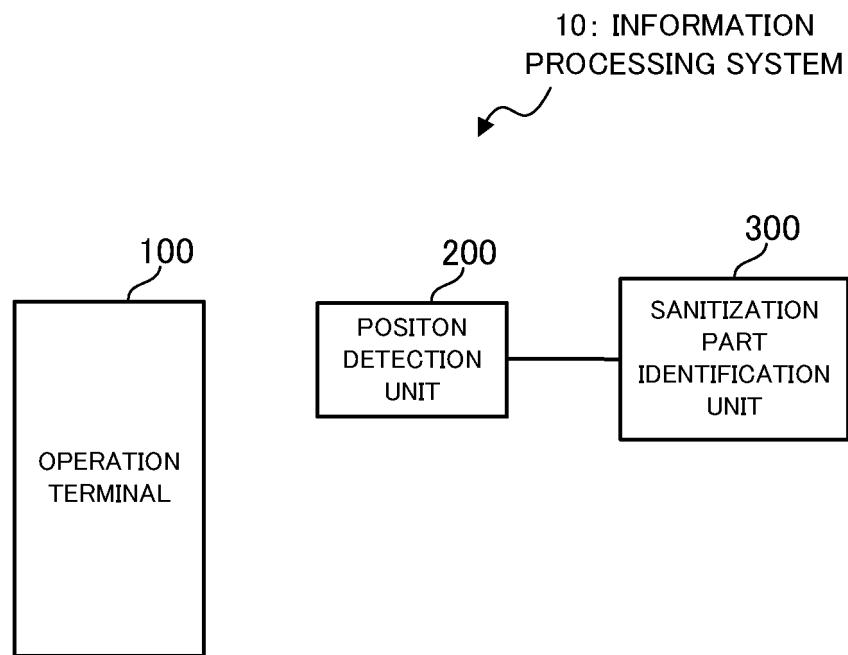 10: INFORMATION
PROCESSING SYSTEM
100
200
300
OPERATION
TERMINAL
POSITON
DETECTION
UNIT
SANITIZATION
PART
IDENTIFICATION
UNIT